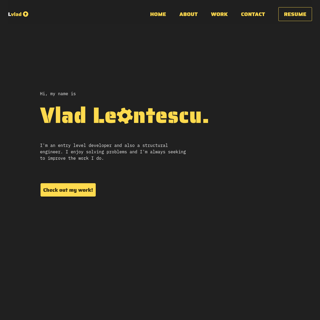 Lvlad
HOME ABOUT WORK CONTACT RESUME
Hi, my name is
Vlad Leontescu.
I'm an entry level developer and also a structural
engineer. I enjoy solving problems and I'm always seeking
to improve the work I do.
Check out my work!